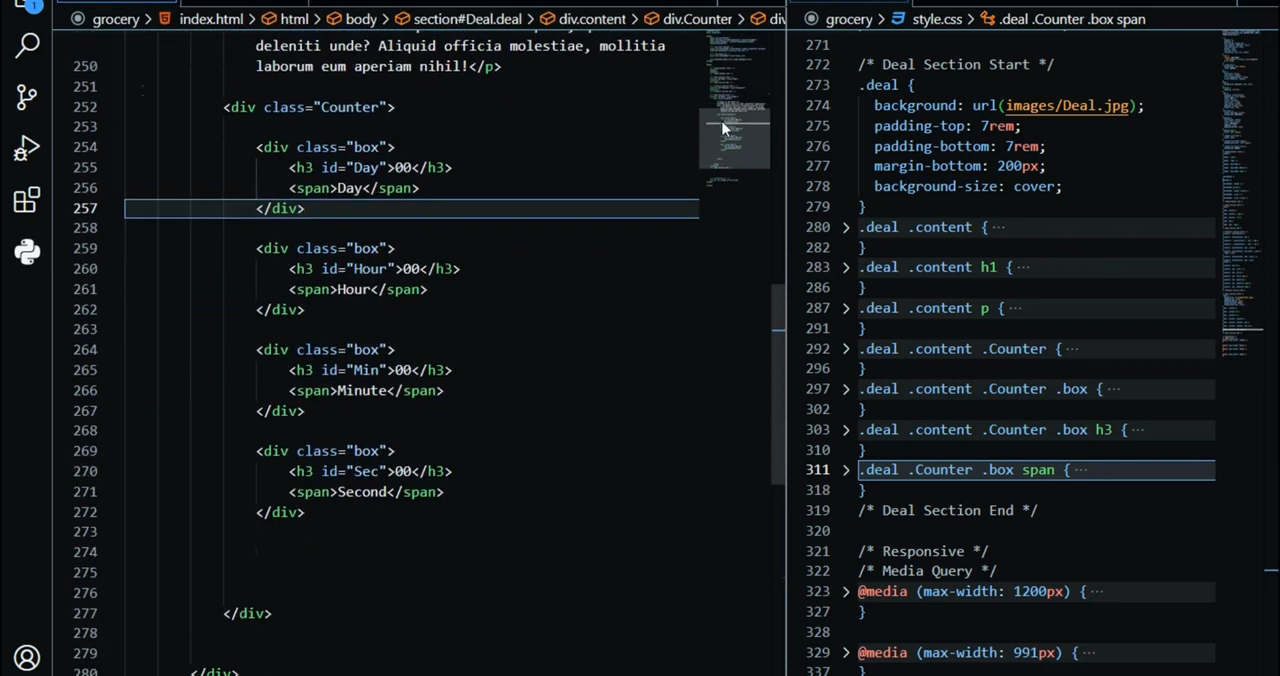 1
grocery > index.html > html > body > section#Deal.deal > div.content > div.Counter >
deleniti unde? Aliquid officia molestiae, mollitia
250 laborum eum aperiam nihil!</p>
251
252 <div class="Counter">
253
254 <div class="box">
255 <h3 id="Day">00</h3>
256 <span>Day</span>
257 </div>
258
259 <div class="box">
260 <h3 id="Hour">00</h3>
261 <span>Hour</span>
262 </div>
263
264 <div class="box">
265 <h3 id="Min">00</h3>
266 <span>Minute</span>
267 </div>
268
269 <div class="box">
270 <h3 id="Sec">00</h3>
271 <span>Second</span>
272 </div>
273
274
275
276
277 </div>
278
279
280 </div>
grocery > style.css > .deal .Counter .box span
271
272 /* Deal Section Start */
273 .deal {
274 background: url(images/Deal.jpg);
275 padding-top: 7rem;
276 padding-bottom: 7rem;
277 margin-bottom: 200px;
278 background-size: cover;
279 }
280 > .deal .content { ···
282 }
283 > .deal .content h1 { ···
286 }
287 > .deal .content p { ···
291 }
292 > .deal .content .Counter { ···
296 }
297 > .deal .content .Counter .box { ···
302 }
303 > .deal .content .Counter .box h3 { ···
310 }
311 > .deal .Counter .box span { ···
318 }
319 /* Deal Section End */
320
321 /* Responsive */
322 /* Media Query */
323 > @media (max-width: 1200px) { ···
327 }
328
329 > @media (max-width: 991px) { ···
337 }